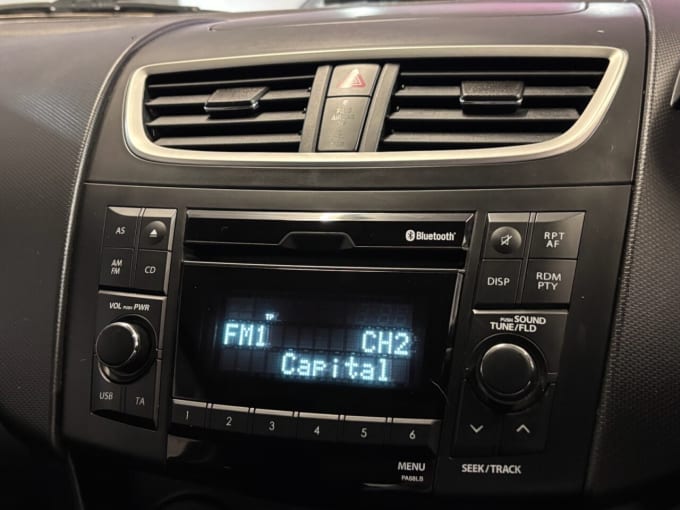 Bluetooth
AS
AM
FM
CD
VOL PUSH PWR
USB
TA
TP
FM1 CH2
Capital
1 2 3 4 5 6
MENU
RPT
AF
DISP
RDM
PTY
PUSH SOUND
TUNE/FLD
SEEK/TRACK